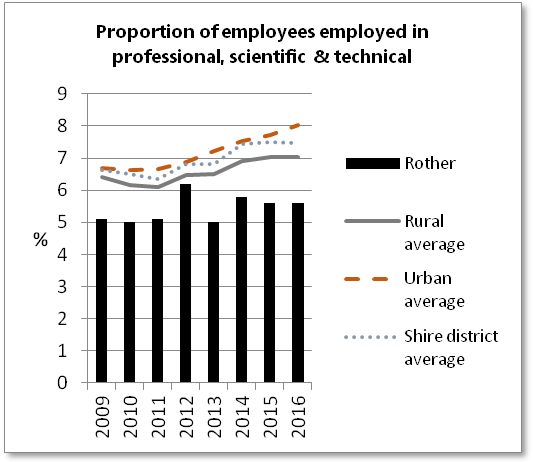 Proportion of employees employed in
professional, scientific & technical
9
8
7
6
5
4
3
2
1
0
%
2009
2010
2011
2012
2013
2014
2015
2016
Rother
Rural
average
Urban
average
Shire district
average